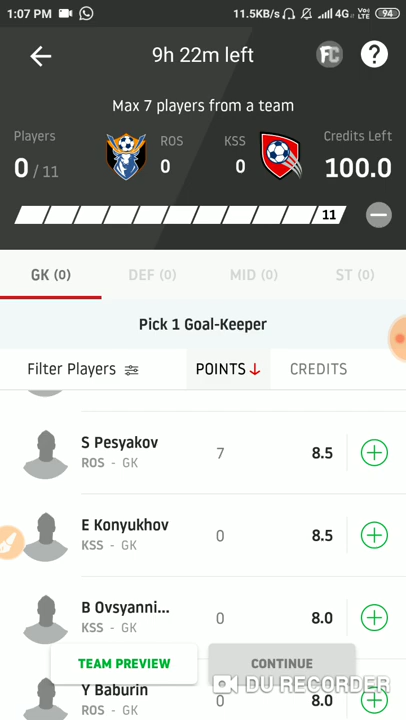 1:07 PM 11.5KB/s 4G Vo) LTE 94
9h 22m left FC ?
Max 7 players from a team
Players ROS KSS Credits Left
0 / 11 0 0 100.0
11
GK (0) DEF (0) MID (0) ST (0)
Pick 1 Goal-Keeper
Filter Players POINTS CREDITS
S Pesyakov
ROS - GK 7 8.5
E Konyukhov
KSS - GK 0 8.5
B Ovsyanni...
KSS - GK 0 8.0
TEAM PREVIEW CONTINUE
DU RECORDER
Y Baburin
ROS - GK 0 8.0